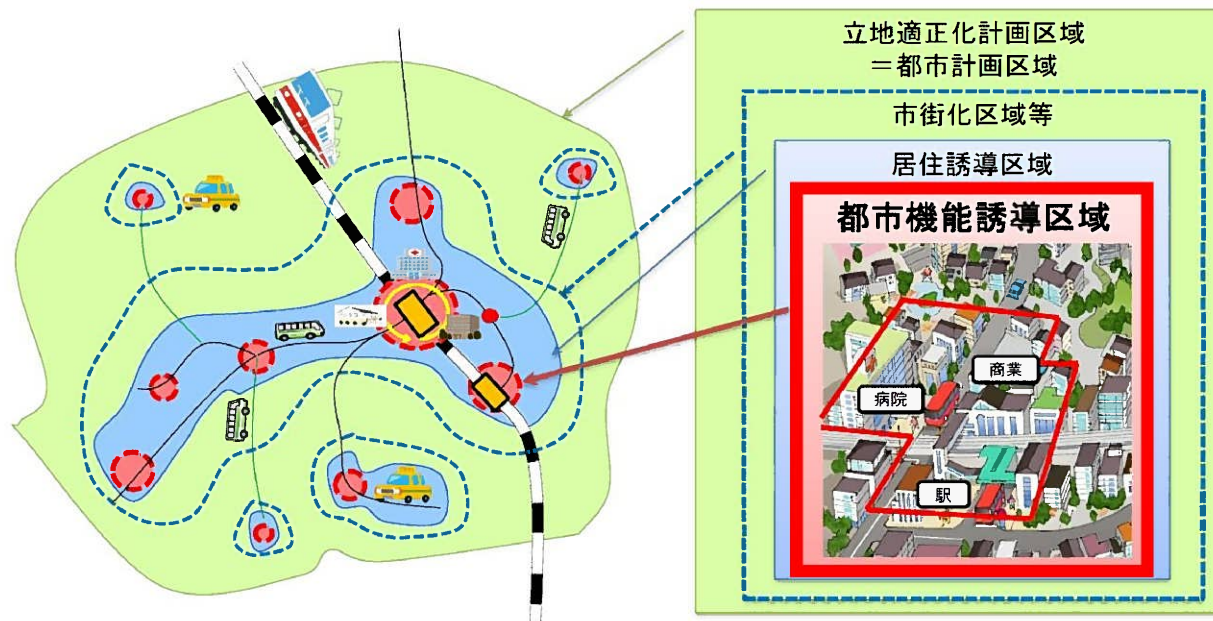 立地適正化計画区域
＝都市計画区域
市街化区域等
居住誘導区域
都市機能誘導区域
商業
病院
駅